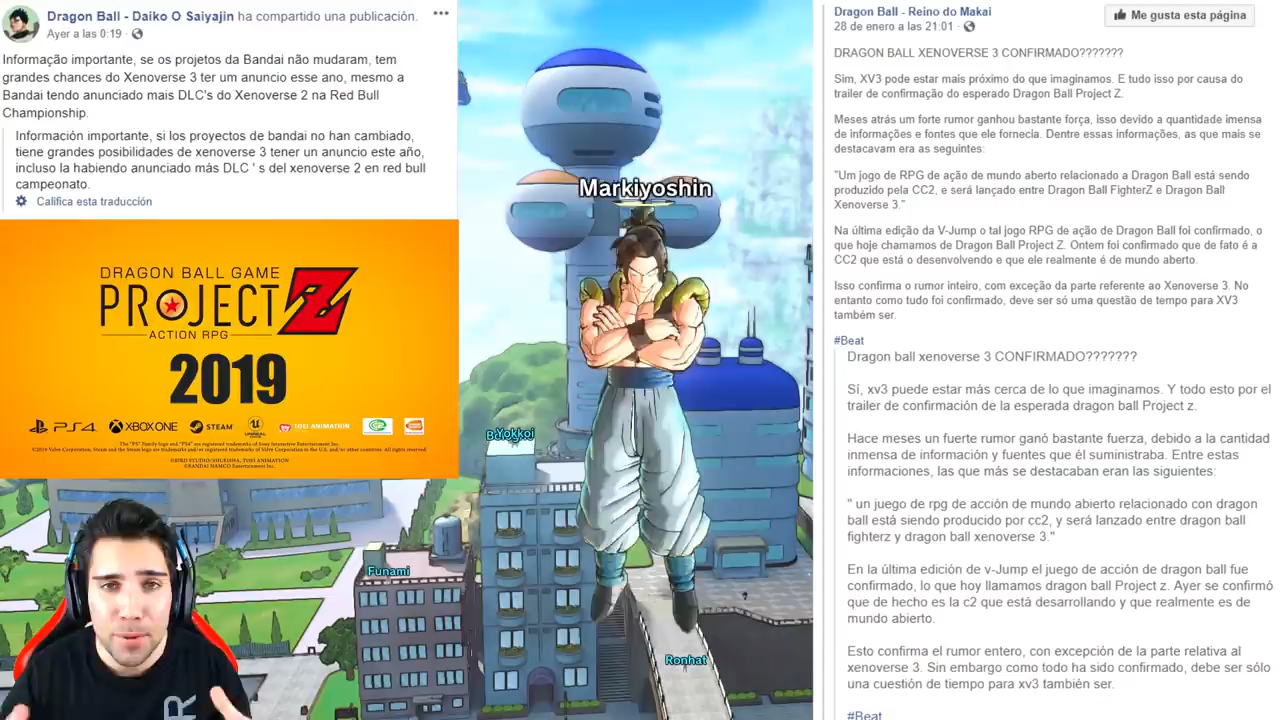 Dragon Ball - Daíko O Saiyajin ha compartido una publicación.
Ayer a las 0:19 ·
Informação importante, se os projetos da Bandai não mudaram, tem
grandes chances do Xenoverse 3 ter um anuncio esse ano, mesmo a
Bandai tendo anunciado mais DLC's do Xenoverse 2 na Red Bull
Championship.
Información importante, si los proyectos de bandai no han cambiado,
tiene grandes posibilidades de xenoverse 3 tener un anuncio este año,
incluso la habiendo anunciado más DLC ' s del xenoverse 2 en red bull
campeonato.
Califica esta traducción
DRAGON BALL GAME
PROJECT Z
ACTION RPG
2019
PS4 XBOX ONE STEAM UNREAL TOEI ANIMATION
©BIRD STUDIO/SHUEISHA, TOEI ANIMATION
©BANDAI NAMCO Entertainment Inc.
Markiyoshin
Yokkoi
Funami
Ronhat
R
Dragon Ball - Reino do Makai
28 de enero a las 21:01 ·
Me gusta esta página
DRAGON BALL XENOVERSE 3 CONFIRMADO???????
Sim, XV3 pode estar mais próximo do que imaginamos. E tudo isso por causa do
trailer de confirmação do esperado Dragon Ball Project Z.
Meses atrás um forte rumor ganhou bastante força, isso devido a quantidade imensa
de informações e fontes que ele fornecia. Dentre essas informações, as que mais se
destacavam era as seguintes:
"Um jogo de RPG de ação de mundo aberto relacionado a Dragon Ball está sendo
produzido pela CC2, e será lançado entre Dragon Ball FighterZ e Dragon Ball
Xenoverse 3."
Na última edição da V-Jump o tal jogo RPG de ação de Dragon Ball foi confirmado, o
que hoje chamamos de Dragon Ball Project Z. Ontem foi confirmado que de fato é a
CC2 que está o desenvolvendo e que ele realmente é de mundo aberto.
Isso confirma o rumor inteiro, com exceção da parte referente ao Xenoverse 3. No
entanto como tudo foi confirmado, deve ser só uma questão de tempo para XV3
também ser.
#Beat
Dragon ball xenoverse 3 CONFIRMADO???????
Sí, xv3 puede estar más cerca de lo que imaginamos. Y todo esto por el
trailer de confirmación de la esperada dragon ball Project z.
Hace meses un fuerte rumor ganó bastante fuerza, debido a la cantidad
inmensa de información y fuentes que él suministraba. Entre estas
informaciones, las que más se destacaban eran las siguientes:
" un juego de rpg de acción de mundo abierto relacionado con dragon
ball está siendo producido por cc2, y será lanzado entre dragon ball
fighterz y dragon ball xenoverse 3."
En la última edición de v-Jump el juego de acción de dragon ball fue
confirmado, lo que hoy llamamos dragon ball Project z. Ayer se confirmó
que de hecho es la c2 que está desarrollando y que realmente es de
mundo abierto.
Esto confirma el rumor entero, con excepción de la parte relativa al
xenoverse 3. Sin embargo como todo ha sido confirmado, debe ser sólo
una cuestión de tiempo para xv3 también ser.
#Beat